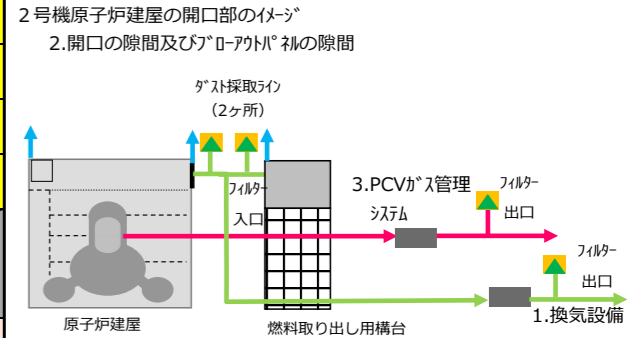 ２号機原子炉建屋の開口部のｲﾒｰｼﾞ
2.開口の隙間及びﾌﾞﾛｰｱｳﾄﾊﾟﾈﾙの隙間
ﾀﾞｽﾄ採取ﾗｲﾝ
(2ヶ所)
ﾌｨﾙﾀｰ
入口
3.PCVｶﾞｽ管理
ｼｽﾃﾑ
ﾌｨﾙﾀｰ
出口
ﾌｨﾙﾀｰ
出口
1.換気設備
原子炉建屋
燃料取り出し用構台